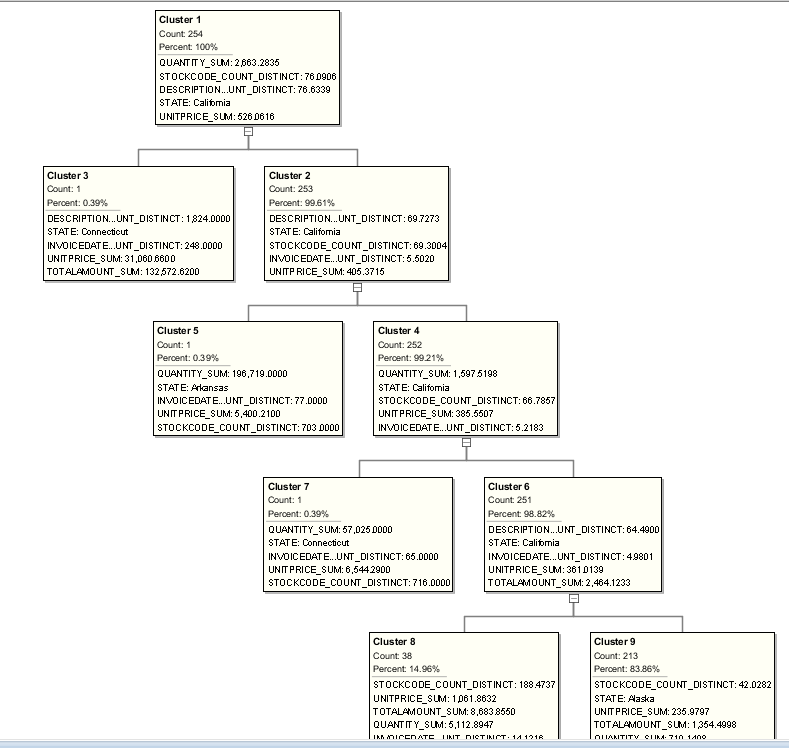 Cluster 1
Count: 254
Percent: 100%
QUANTITY_SUM: 2,663.2835
STOCKCODE_COUNT_DISTINCT: 76.0906
DESCRIPTION...UNT_DISTINCT: 76.6339
STATE: California
UNITPRICE_SUM: 526.0616
Cluster 3
Count: 1
Percent: 0.39%
DESCRIPTION...UNT_DISTINCT: 1,824.0000
STATE: Connecticut
INVOICEDATE...UNT_DISTINCT: 248.0000
UNITPRICE_SUM: 31,060.6600
TOTALAMOUNT_SUM: 132,572.6200
Cluster 2
Count: 253
Percent: 99.61%
DESCRIPTION...UNT_DISTINCT: 69.7273
STATE: California
STOCKCODE_COUNT_DISTINCT: 69.3004
INVOICEDATE...UNT_DISTINCT: 5.5020
UNITPRICE_SUM: 405.3715
Cluster 5
Count: 1
Percent: 0.39%
QUANTITY_SUM: 196,719.0000
STATE: Arkansas
INVOICEDATE...UNT_DISTINCT: 77.0000
UNITPRICE_SUM: 5,400.2100
STOCKCODE_COUNT_DISTINCT: 703.0000
Cluster 4
Count: 252
Percent: 99.21%
QUANTITY_SUM: 1,597.5198
STATE: California
STOCKCODE_COUNT_DISTINCT: 66.7857
UNITPRICE_SUM: 385.5507
INVOICEDATE...UNT_DISTINCT: 5.2183
Cluster 7
Count: 1
Percent: 0.39%
QUANTITY_SUM: 57,025.0000
STATE: Connecticut
INVOICEDATE...UNT_DISTINCT: 65.0000
UNITPRICE_SUM: 6,544.2900
STOCKCODE_COUNT_DISTINCT: 716.0000
Cluster 6
Count: 251
Percent: 98.82%
DESCRIPTION...UNT_DISTINCT: 64.4900
STATE: California
INVOICEDATE...UNT_DISTINCT: 4.9801
UNITPRICE_SUM: 361.0139
TOTALAMOUNT_SUM: 2,464.1233
Cluster 8
Count: 38
Percent: 14.96%
STOCKCODE_COUNT_DISTINCT: 188.4737
UNITPRICE_SUM: 1,061.8632
TOTALAMOUNT_SUM: 8,683.8550
QUANTITY_SUM: 5,112.8947
INVOICEDATE...UNT_DISTINCT:
Cluster 9
Count: 213
Percent: 83.86%
STOCKCODE_COUNT_DISTINCT: 42.0282
STATE: Alaska
UNITPRICE_SUM: 235.9797
TOTALAMOUNT_SUM: 1,354.4998
QUANTITY_SUM: